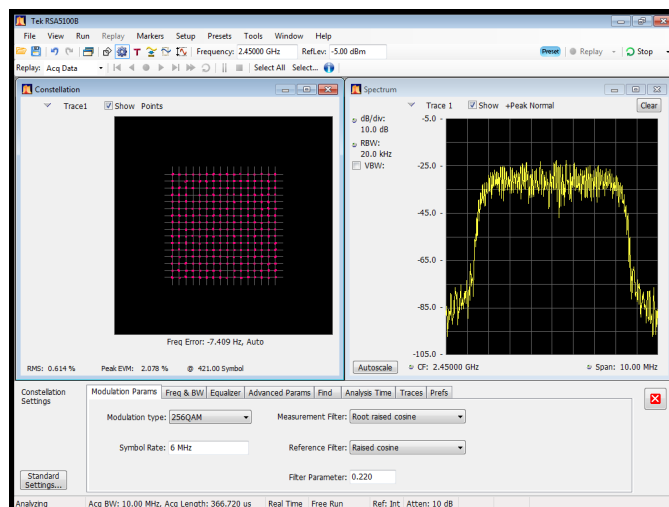 Tek RSA5100B
File View Run Replay Markers Setup Presets Tools Window Help
Frequency: 2.45000 GHz RefLev: -5.00 dBm Preset Replay Stop
Replay: Acq Data Select All Select...
Constellation
Trace1 Show Points
Freq Error: -7.409 Hz, Auto
RMS: 0.614 % Peak EVM: 2.078 % @ 421.00 Symbol
Spectrum
Trace 1 Show +Peak Normal Clear
dB/div:
10.0 dB
RBW:
20.0 kHz
VBW:
-5.0
-25.0
-45.0
-65.0
-85.0
-105.0
Autoscale CF: 2.45000 GHz Span: 10.00 MHz
Constellation
Settings
Modulation Params Freq & BW Equalizer Advanced Params Find Analysis Time Traces Prefs
Modulation type: 256QAM Measurement Filter: Root raised cosine
Symbol Rate: 6 MHz Reference Filter: Raised cosine
Filter Parameter: 0.220
Standard
Settings...
Analyzing Acq BW: 10.00 MHz, Acq Length: 366.720 us Real Time Free Run Ref: Int Atten: 10 dB